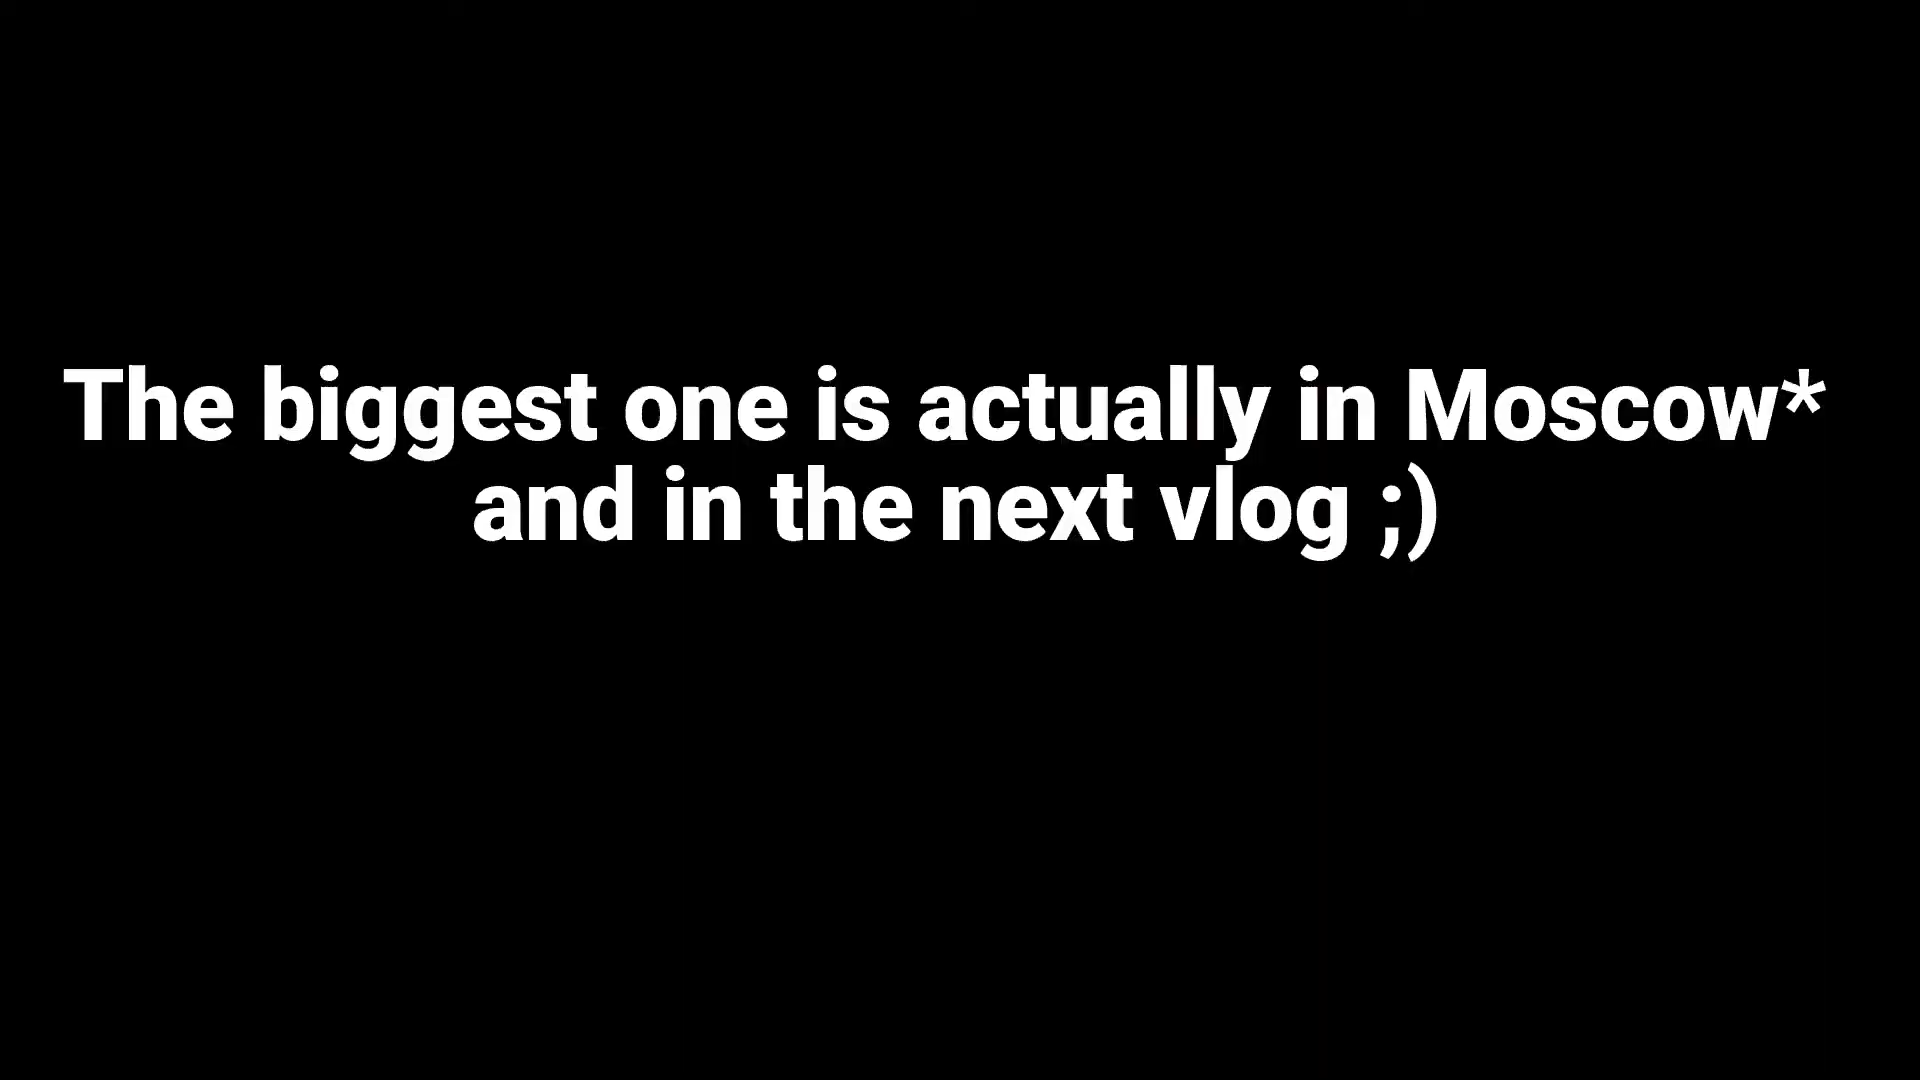 The biggest one is actually in Moscow*
and in the next vlog ;)